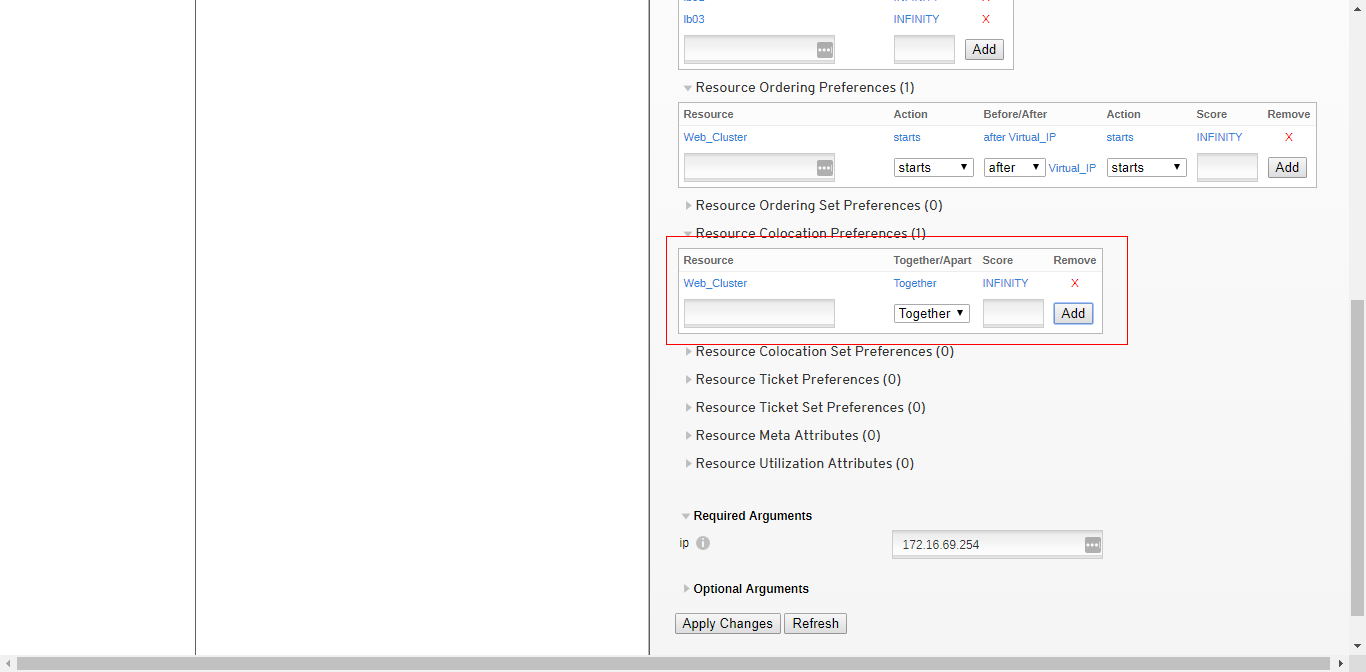 lb03 INFINITY X
Add
Resource Ordering Preferences (1)
Resource Action Before/After Action Score Remove
Web_Cluster starts after Virtual_IP starts INFINITY X
starts after Virtual_IP starts Add
Resource Ordering Set Preferences (0)
Resource Colocation Preferences (1)
Resource Together/Apart Score Remove
Web_Cluster Together INFINITY X
Together Add
Resource Colocation Set Preferences (0)
Resource Ticket Preferences (0)
Resource Ticket Set Preferences (0)
Resource Meta Attributes (0)
Resource Utilization Attributes (0)
Required Arguments
ip i 172.16.69.254
Optional Arguments
Apply Changes Refresh